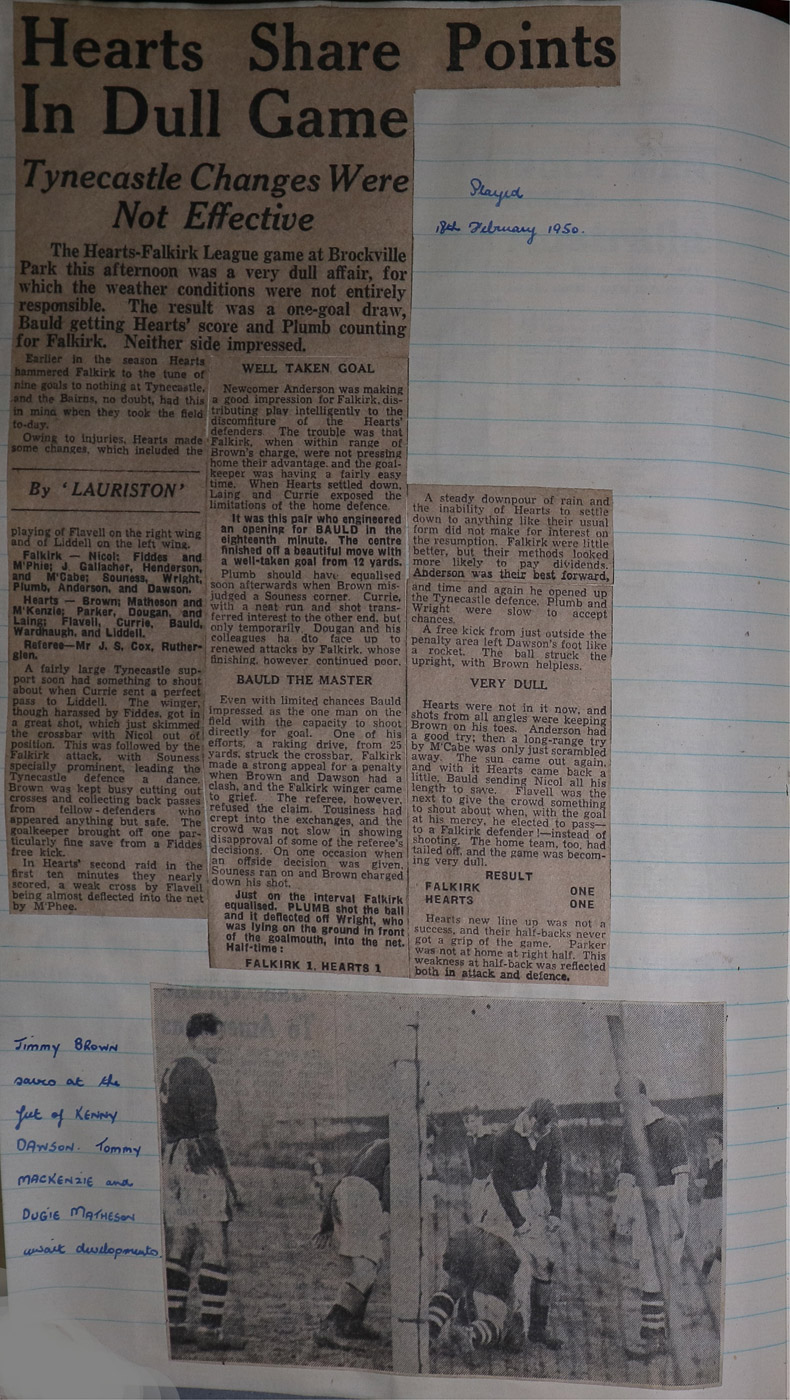 Hearts Share Points
In Dull Game
Tynecastle Changes Were
Not Effective
Played
18th February 1950.
The Hearts-Falkirk League game at Brockville
Park this afternoon was a very dull affair, for
which the weather conditions were not entirely
responsible. The result was a one-goal draw,
Bauld getting Hearts' score and Plumb counting
for Falkirk. Neither side impressed.
Earlier in the season Hearts
hammered Falkirk to the tune of
nine goals to nothing at Tynecastle,
and the Bairns, no doubt, had this
in mind when they took the field
to-day.
Owing to injuries, Hearts made
some changes, which included the
By 'LAURISTON'
playing of Flavell on the right wing
and of Liddell on the left wing.
Falkirk — Nicol; Fiddes and
M'Phie; J. Gallacher, Henderson,
and M'Cabe; Souness, Wright,
Plumb, Anderson, and Dawson.
Hearts — Brown; Matheson and
M'Kenzie; Parker, Dougan, and
Laing; Flavell, Currie, Bauld,
Wardhaugh, and Liddell.
Referee—Mr J. S. Cox, Ruther-
glen.
A fairly large Tynecastle sup-
port soon had something to shout
about when Currie sent a perfect
pass to Liddell. The winger,
though harassed by Fiddes, got in
a great shot, which just skimmed
the crossbar with Nicol out of
position. This was followed by the
Falkirk attack, with Souness
specially prominent, leading the
Tynecastle defence a dance.
Brown was kept busy cutting out
crosses and collecting back passes
from fellow-defenders who
appeared anything but safe. The
goalkeeper brought off one par-
ticularly fine save from a Fiddes
free kick.
In Hearts' second raid in the
first ten minutes they nearly
scored, a weak cross by Flavell
being almost deflected into the net
by M'Phee.
WELL TAKEN GOAL
Newcomer Anderson was making
a good impression for Falkirk, dis-
tributing play intelligently to the
discomfiture of the Hearts'
defenders. The trouble was that
Falkirk, when within range of
Brown's charge, were not pressing
home their advantage, and the goal-
keeper was having a fairly easy
time. When Hearts settled down,
Laing and Currie exposed the
limitations of the home defence.
It was this pair who engineered
an opening for BAULD in the
eighteenth minute. The centre
finished off a beautiful move with
a well-taken goal from 12 yards.
Plumb should have equalised
soon afterwards when Brown mis-
judged a Souness corner. Currie,
with a neat run and shot trans-
ferred interest to the other end, but
only temporarily. Dougan and his
colleagues ha dto face up to
renewed attacks by Falkirk, whose
finishing, however continued poor.
BAULD THE MASTER
Even with limited chances Bauld
impressed as the one man on the
field with the capacity to shoot
directly for goal. One of his
efforts, a raking drive, from 25
yards, struck the crossbar. Falkirk
made a strong appeal for a penalty
when Brown and Dawson had a
clash, and the Falkirk winger came
to grief. The referee, however,
refused the claim. Tousiness had
crept into the exchanges, and the
crowd was not slow in showing
disapproval of some of the referee's
decisions. On one occasion when
an offside decision was given,
Souness ran on and Brown charged
down his shot.
Just on the interval Falkirk
equalised. PLUMB shot the ball
and it deflected off Wright, who
was lying on the ground in front
of the goalmouth, into the net.
Half-time:
FALKIRK 1, HEARTS 1
A steady downpour of rain and
the inability of Hearts to settle
down to anything like their usual
form did not make for interest on
the resumption. Falkirk were little
better, but their methods looked
more likely to pay dividends.
Anderson was their best forward,
and time and again he opened up
the Tynecastle defence. Plumb and
Wright were slow to accept
chances.
A free kick from just outside the
penalty area left Dawson's foot like
a rocket. The ball struck the
upright, with Brown helpless.
VERY DULL
Hearts were not in it now, and
shots from all angles were keeping
Brown on his toes. Anderson had
a good try; then a long-range try
by M'Cabe was only just scrambled
away. The sun came out again,
and with it Hearts came back a
little, Bauld sending Nicol all his
length to save. Flavell was the
next to give the crowd something
to shout about when, with the goal
at his mercy, he elected to pass—
to a Falkirk defender!—instead of
shooting. The home team, too, had
tailed off, and the game was becom-
ing very dull.
RESULT
FALKIRK ONE
HEARTS ONE
Hearts new line up was not a
success, and their half-backs never
got a grip of the game. Parker
was not at home at right half. This
weakness at half-back was reflected
both in attack and defence.
Jimmy BROWN
saves at the
feet of KENNY
DAWSON. Tommy
MACKENZIE and
DUGIE MATHESON
await developments.